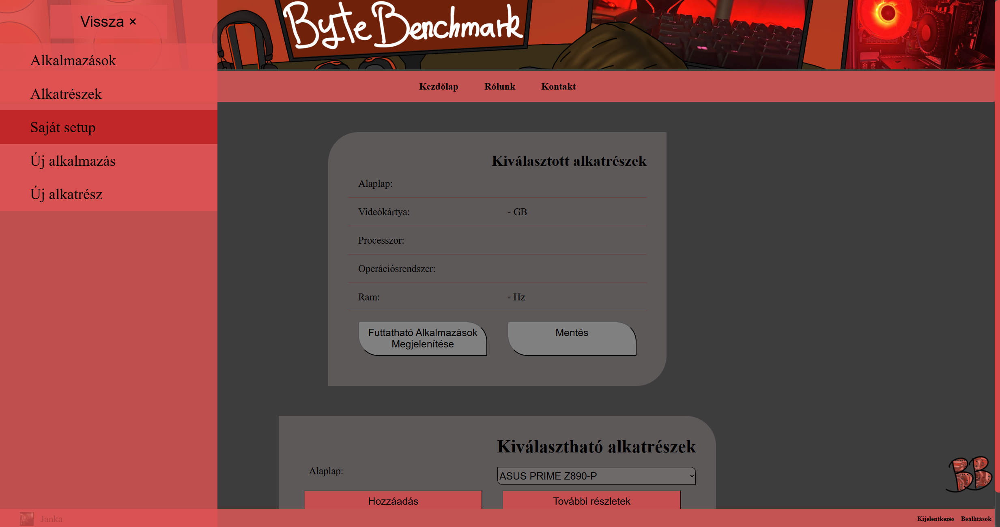 Vissza ×
Alkalmazások
Alkatrészek
Saját setup
Új alkalmazás
Új alkatrész
Byte Benchmark
Kezdőlap Rólunk Kontakt
Kiválasztott alkatrészek
Alaplap:
Videókártya: - GB
Processzor:
Operációsrendszer:
Ram: - Hz
Futtatható Alkalmazások
Megjelenítése
Mentés
Kiválasztható alkatrészek
Alaplap: ASUS PRIME Z890-P
Hozzáadás További részletek
BB
Janka
Kijelentkezés Beállítások